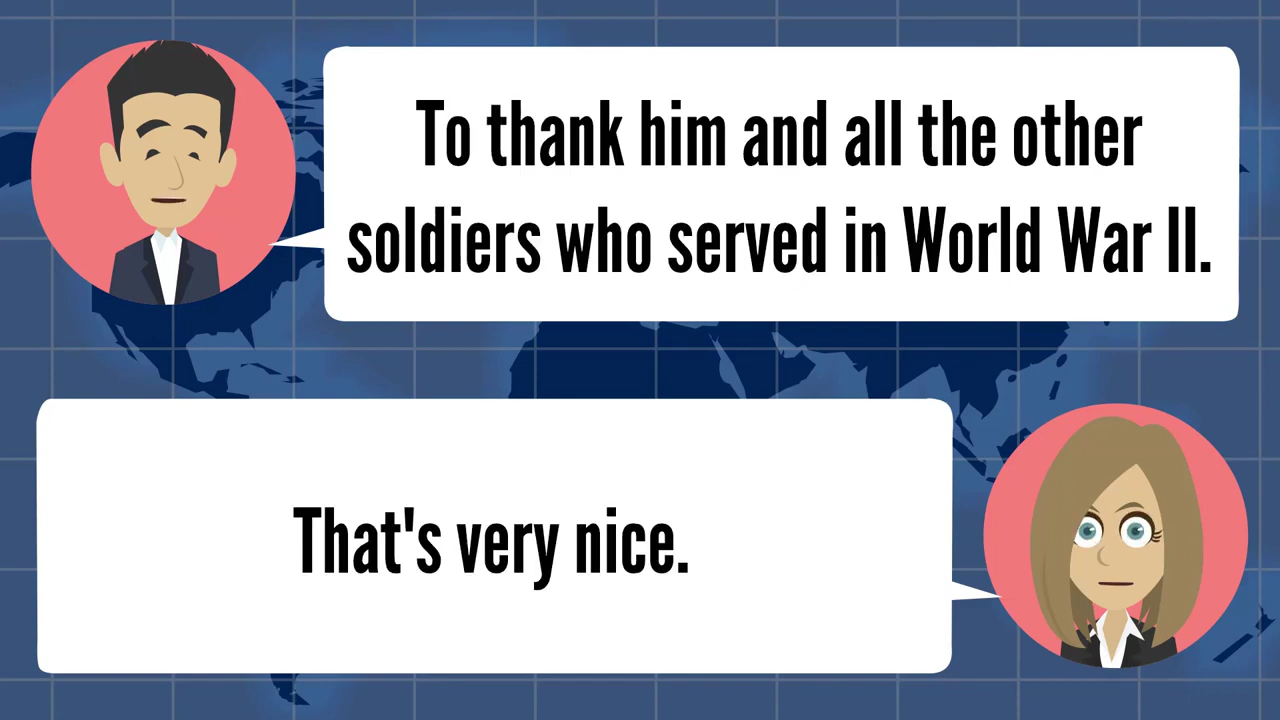 To thank him and all the other
soldiers who served in World War II.
That's very nice.